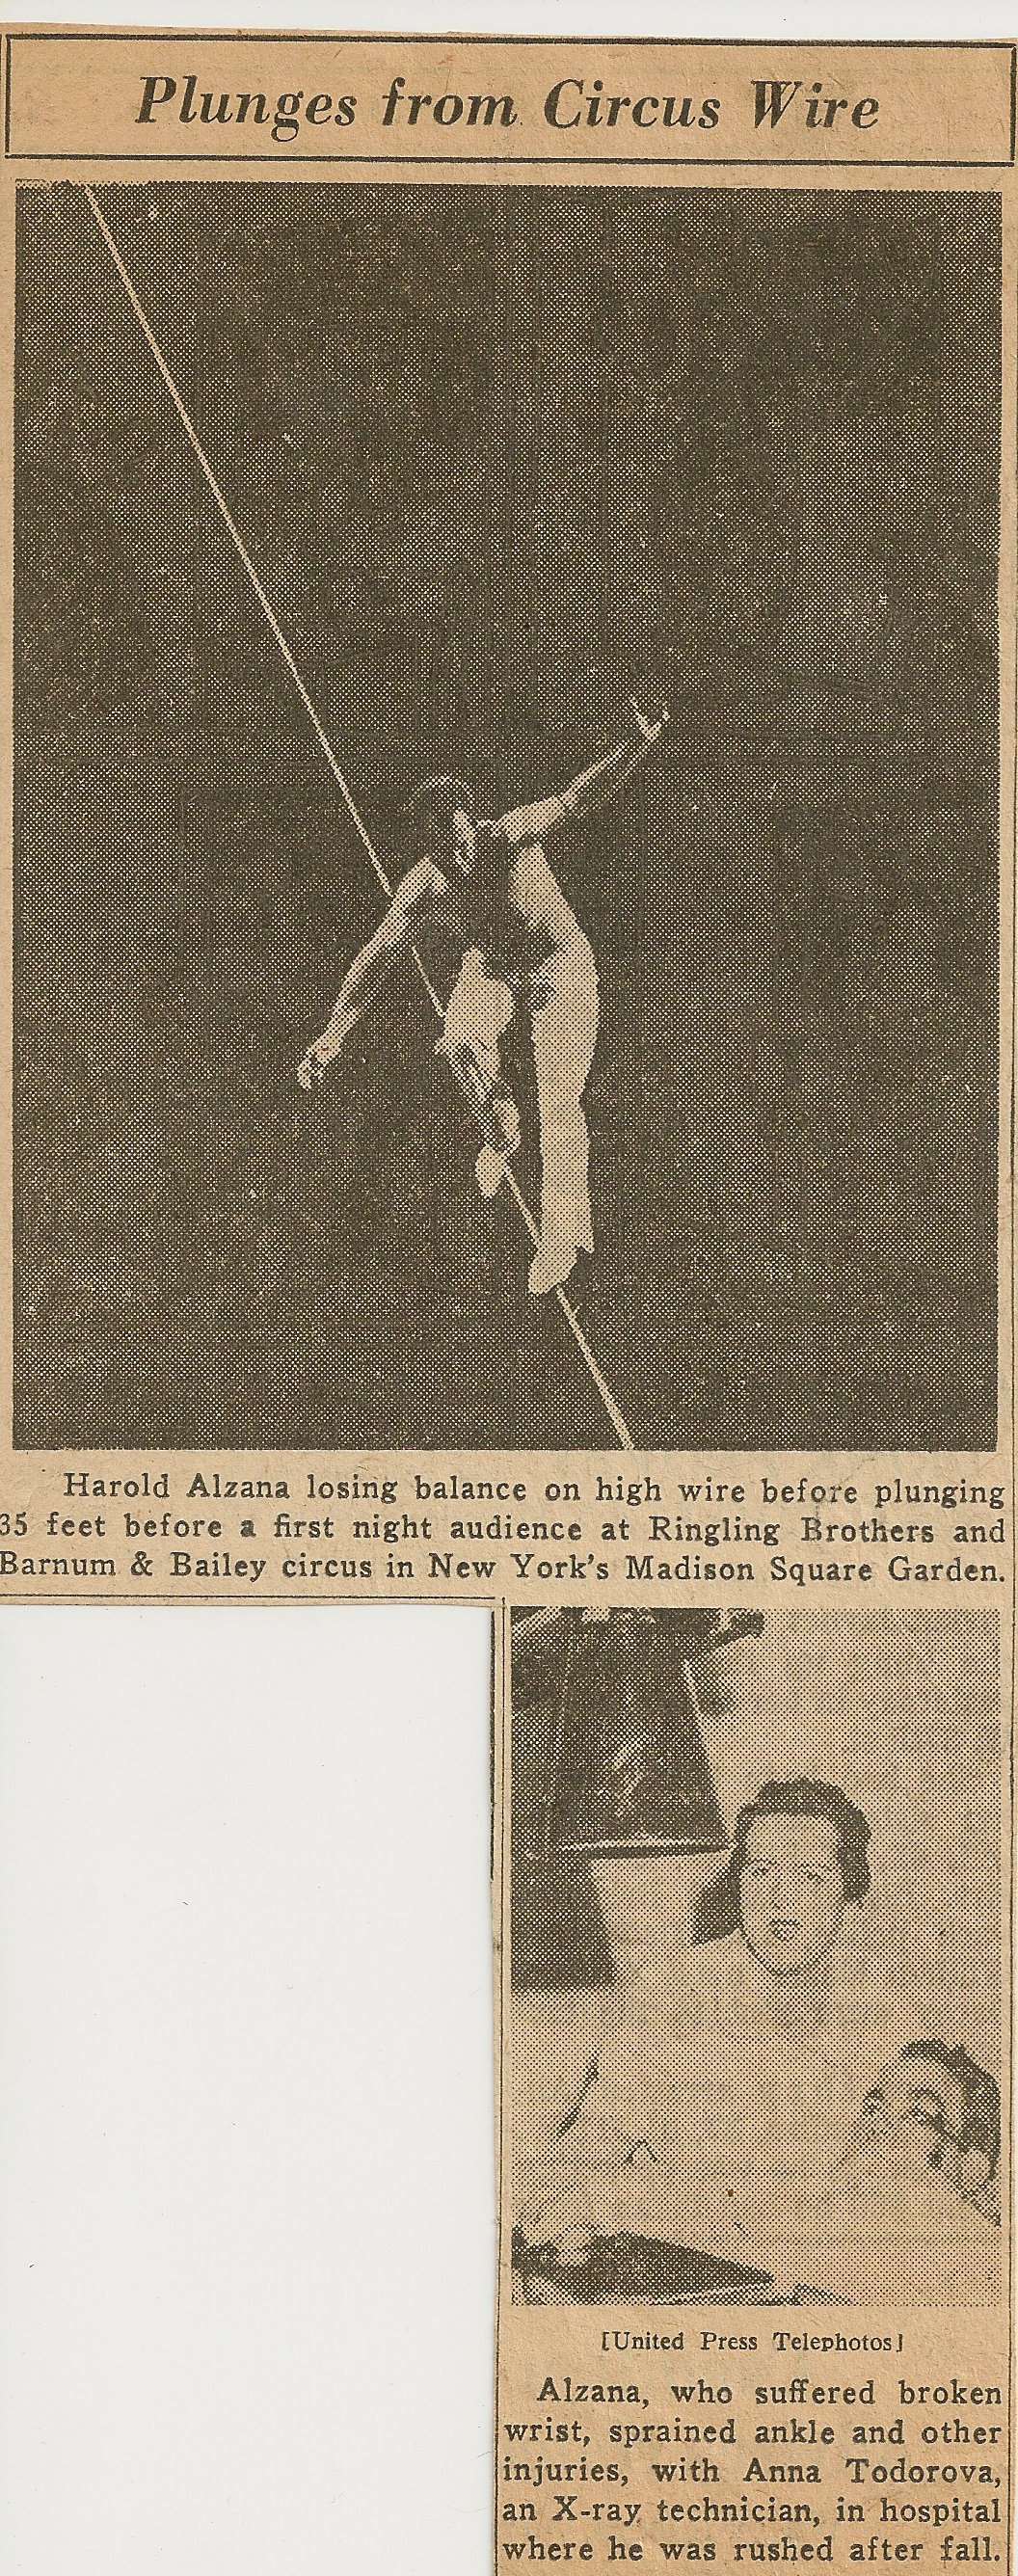 Plunges from Circus Wire
Harold Alzana losing balance on high wire before plunging
35 feet before a first night audience at Ringling Brothers and
Barnum & Bailey circus in New York's Madison Square Garden.
[United Press Telephotos]
Alzana, who suffered broken
wrist, sprained ankle and other
injuries, with Anna Todorova,
an X-ray technician, in hospital
where he was rushed after fall.